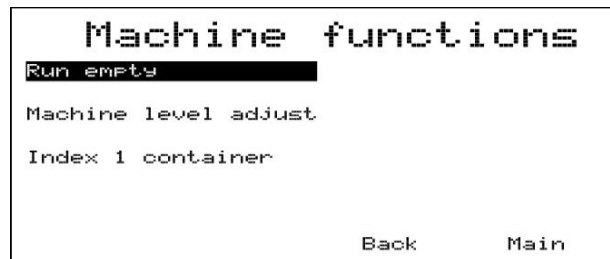 Machine functions
Run empty
Machine level adjust
Index 1 container
Back Main